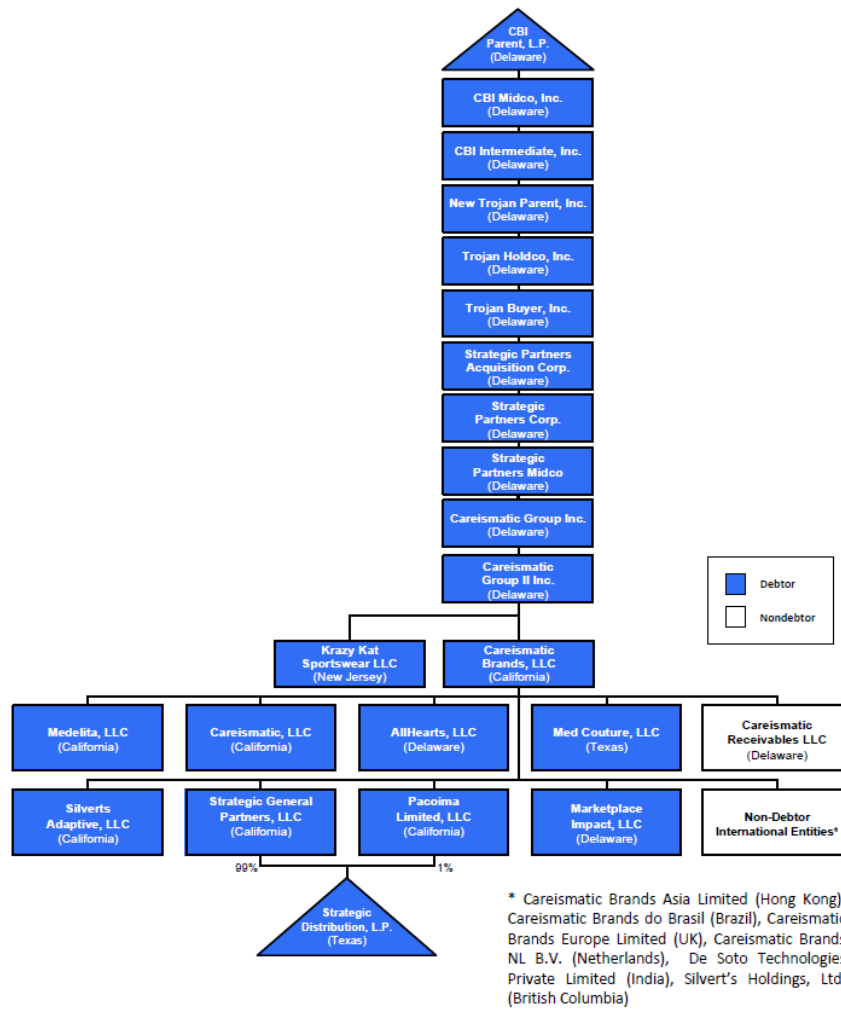 CBI
Parent, L.P.
(Delaware)
CBI Midco, Inc.
(Delaware)
CBI Intermediate, Inc.
(Delaware)
New Trojan Parent, Inc.
(Delaware)
Trojan Holdco, Inc.
(Delaware)
Trojan Buyer, Inc.
(Delaware)
Strategic Partners
Acquisition Corp.
(Delaware)
Strategic
Partners Corp.
(Delaware)
Strategic
Partners Midco
(Delaware)
Careismatic Group Inc.
(Delaware)
Careismatic
Group II Inc.
(Delaware)
Debtor
Nondebtor
Krazy Kat
Sportswear LLC
(New Jersey)
Careismatic
Brands, LLC
(California)
Medelita, LLC
(California)
Careismatic, LLC
(California)
AllHearts, LLC
(Delaware)
Med Couture, LLC
(Texas)
Careismatic
Receivables LLC
(Delaware)
Silverts
Adaptive, LLC
(California)
Strategic General
Partners, LLC
(California)
Pacoima
Limited, LLC
(California)
Marketplace
Impact, LLC
(Delaware)
Non-Debtor
International Entities*
99%
1%
Strategic
Distribution, L.P.
(Texas)
* Careismatic Brands Asia Limited (Hong Kong)
Careismatic Brands do Brasil (Brazil), Careismatic
Brands Europe Limited (UK), Careismatic Brands
NL B.V. (Netherlands), De Soto Technologies
Private Limited (India), Silvert's Holdings, Ltd
(British Columbia)